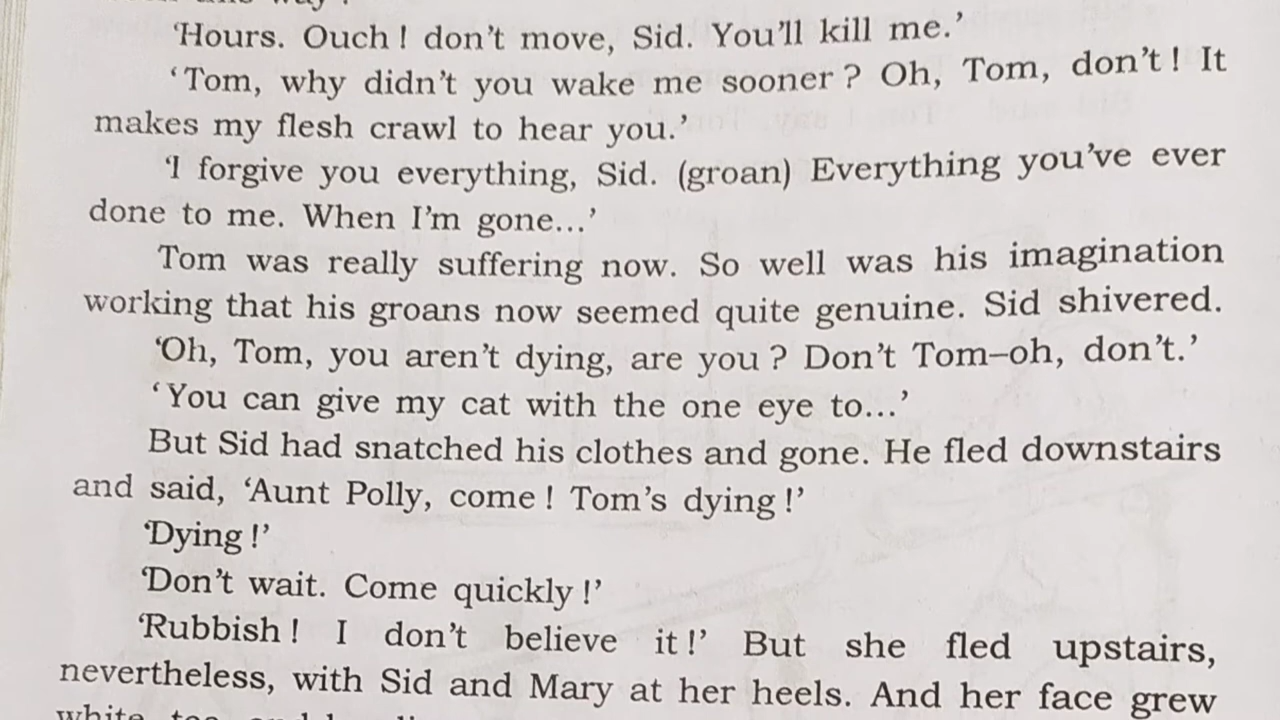 ‘Hours. Ouch ! don’t move, Sid. You’ll kill me.’
‘Tom, why didn’t you wake me sooner ? Oh, Tom, don’t ! It
makes my flesh crawl to hear you.’
‘I forgive you everything, Sid. (groan) Everything you’ve ever
done to me. When I’m gone...’
Tom was really suffering now. So well was his imagination
working that his groans now seemed quite genuine. Sid shivered.
‘Oh, Tom, you aren’t dying, are you ? Don’t Tom–oh, don’t.’
‘You can give my cat with the one eye to...’
But Sid had snatched his clothes and gone. He fled downstairs
and said, ‘Aunt Polly, come ! Tom’s dying !’
‘Dying !’
‘Don’t wait. Come quickly !’
‘Rubbish ! I don’t believe it !’ But she fled upstairs,
nevertheless, with Sid and Mary at her heels. And her face grew
white